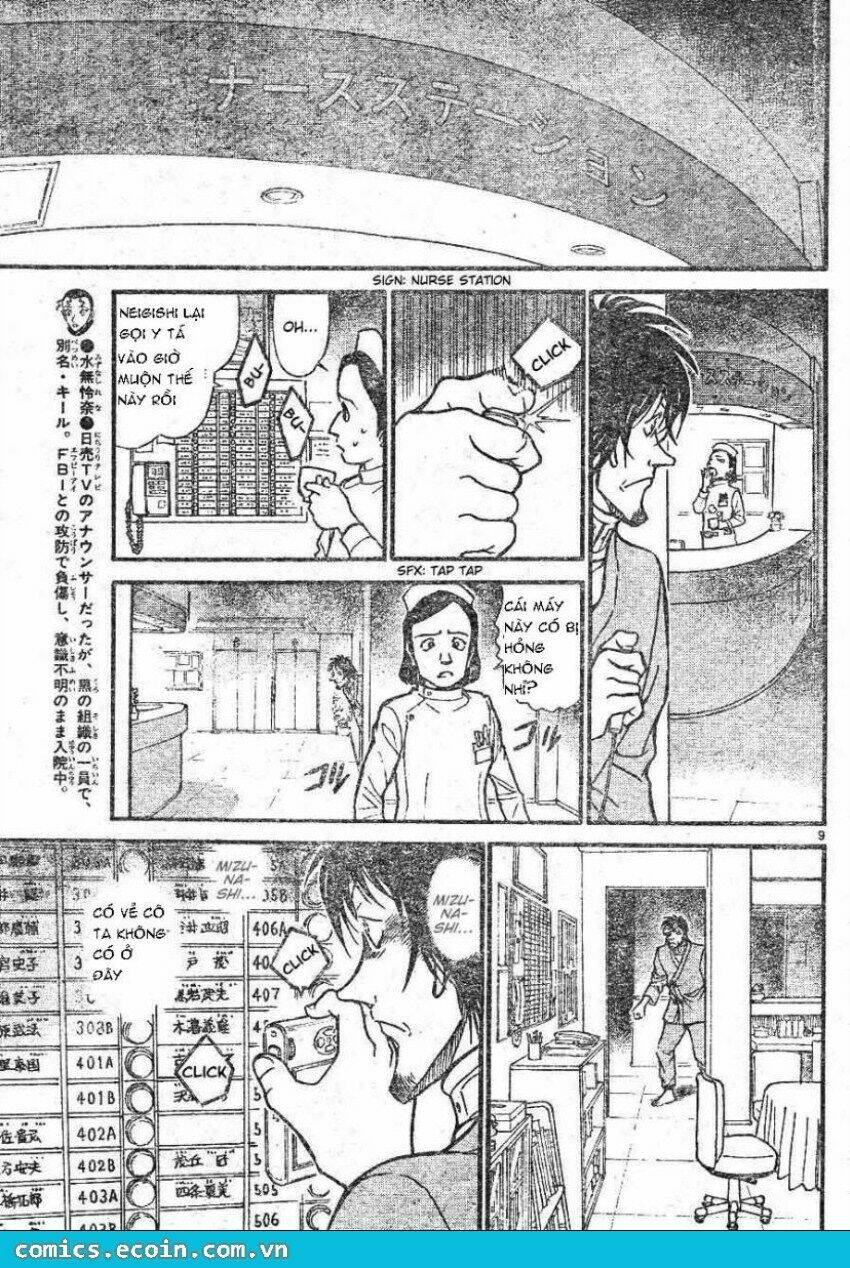 ナースステーション
SIGN: NURSE STATION
NEIGISHI LẠI
GỌI Y TÁ
VÀO GIỜ
MUỘN THẾ
NÀY RỒI
OH...
BU-
BU-
CLICK
●水無怜奈●日売TVのアナウンサーだったが、黒の組織の一員で、
別名・キール。FBIとの攻防で負傷し、意識不明のまま入院中。
SFX: TAP TAP
CÁI MÁY
NÀY CÓ BỊ
HỎNG
KHÔNG
NHỈ?
9
MIZU-
NA-
SHI...
MIZU-
NA-
SHI...
CÓ VẺ CÔ
TA KHÔNG
CÓ Ở
ĐÂY
CLICK
CLICK
406A
407
303B
401A
401B
402A
402B
403A
505
506
comics.ecoin.com.vn